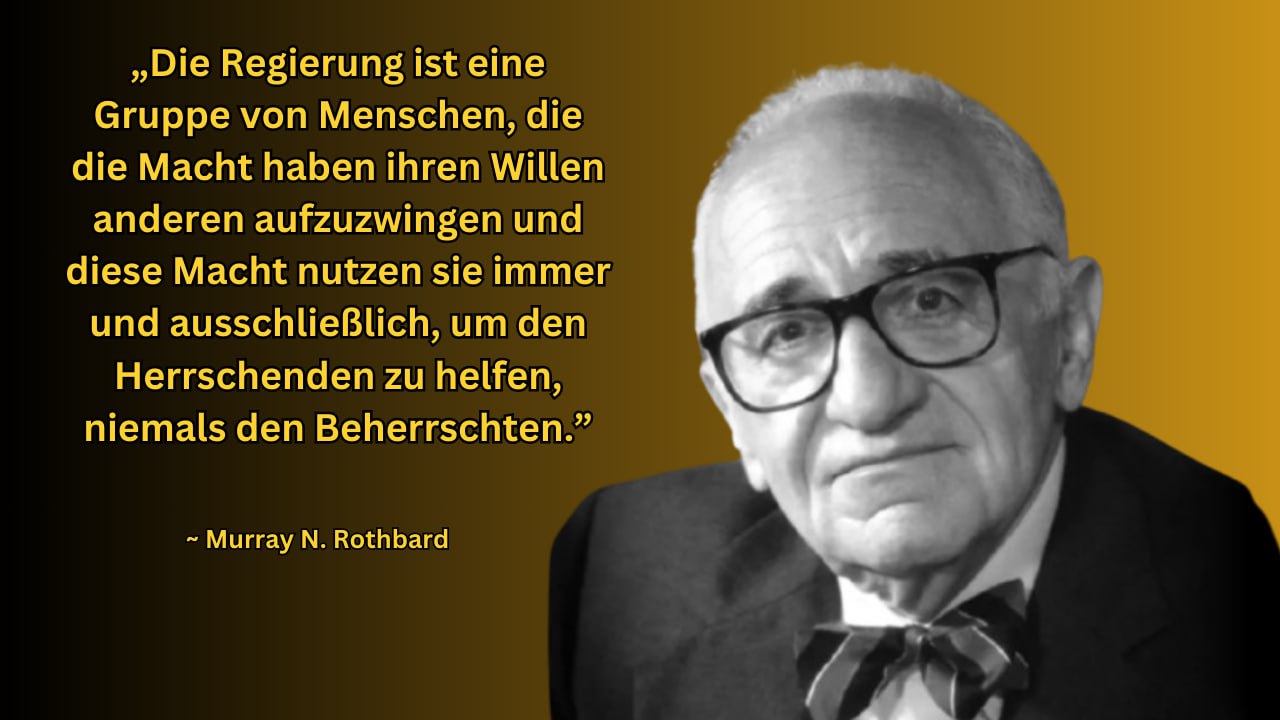 „Die Regierung ist eine
Gruppe von Menschen, die
die Macht haben ihren Willen
anderen aufzuzwingen und
diese Macht nutzen sie immer
und ausschließlich, um den
Herrschenden zu helfen,
niemals den Beherrschten.”
~ Murray N. Rothbard